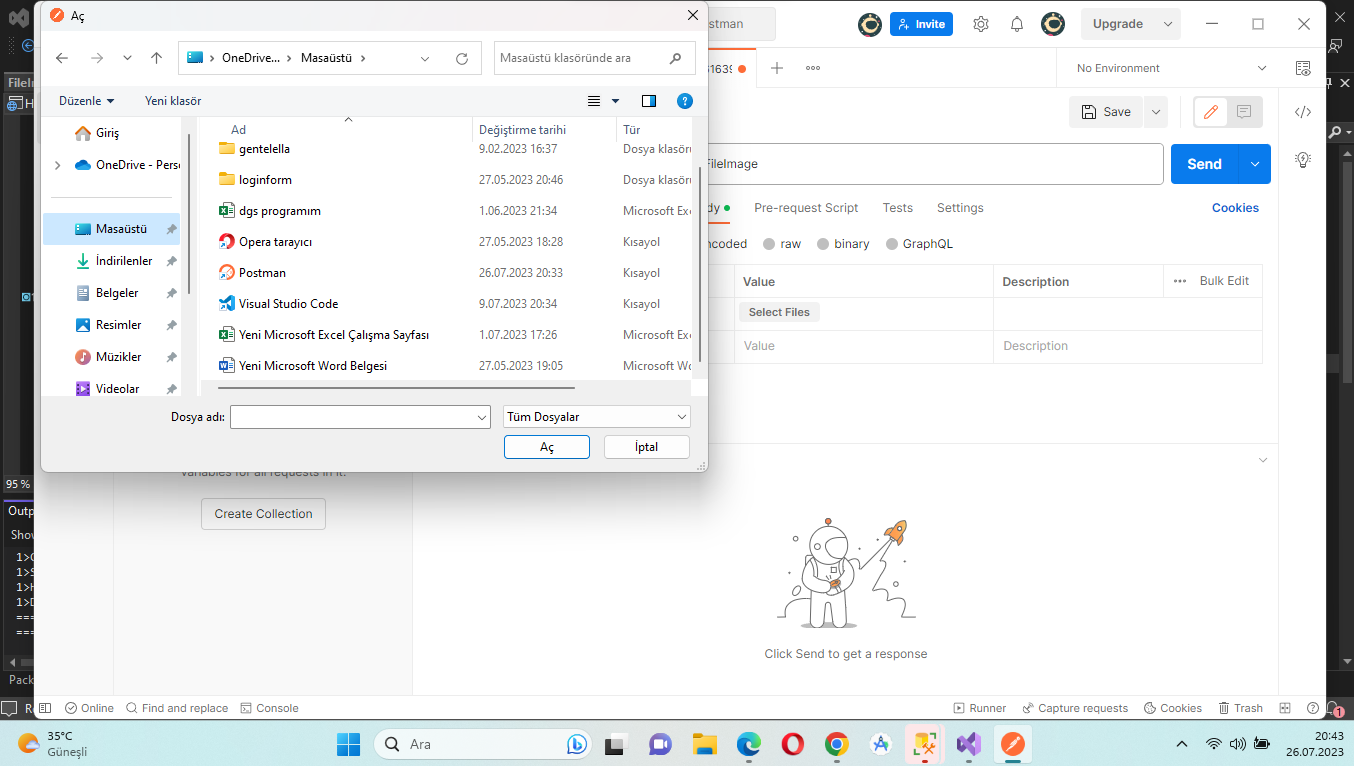 Aç
OneDrive... Masaüstü
Masaüstü klasöründe ara
Düzenle
Yeni klasör
Giriş
OneDrive - Pers
Masaüstü
İndirilenler
Belgeler
Resimler
Müzikler
Videolar
Ad Değiştirme tarihi Tür
gentelella 9.02.2023 16:37 Dosya klasörü
loginform 27.05.2023 20:46 Dosya klasörü
dgs programım 1.06.2023 21:34 Microsoft Ex
Opera tarayıcı 27.05.2023 18:28 Kısayol
Postman 26.07.2023 20:33 Kısayol
Visual Studio Code 9.07.2023 20:34 Kısayol
Yeni Microsoft Excel Çalışma Sayfası 1.07.2023 17:26 Microsoft Ex
Yeni Microsoft Word Belgesi 27.05.2023 19:05 Microsoft Wo
Dosya adı:
Tüm Dosyalar
Aç
İptal
stman
Invite
Upgrade
No Environment
Save
FileImage
Send
dy
Pre-request Script
Tests
Settings
Cookies
ncoded
raw
binary
GraphQL
Value Description Bulk Edit
Select Files
Value Description
variables for all requests in it.
Create Collection
Click Send to get a response
Online
Find and replace
Console
Runner
Capture requests
Cookies
Trash
FileIn
95 %
Outp
Show
1>
1>
1>
1>
===
===
Pack
1
35°C
Güneşli
Ara
20:43
26.07.2023